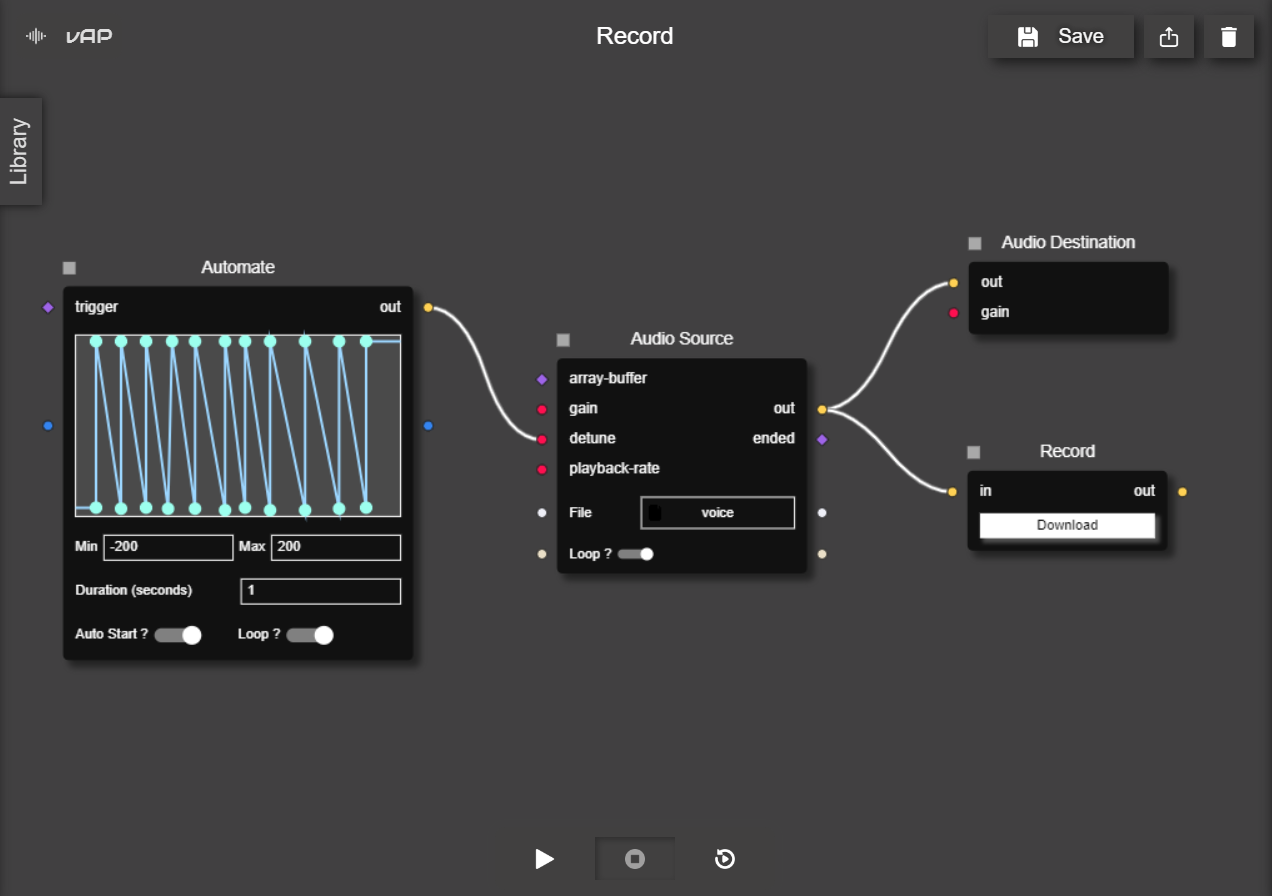 vAP
Record
Save
Library
Automate
trigger
out
Min
-200
Max
200
Duration (seconds)
1
Auto Start ?
Loop ?
Audio Source
array-buffer
gain
out
detune
ended
playback-rate
File
voice
Loop ?
Audio Destination
out
gain
Record
in
out
Download